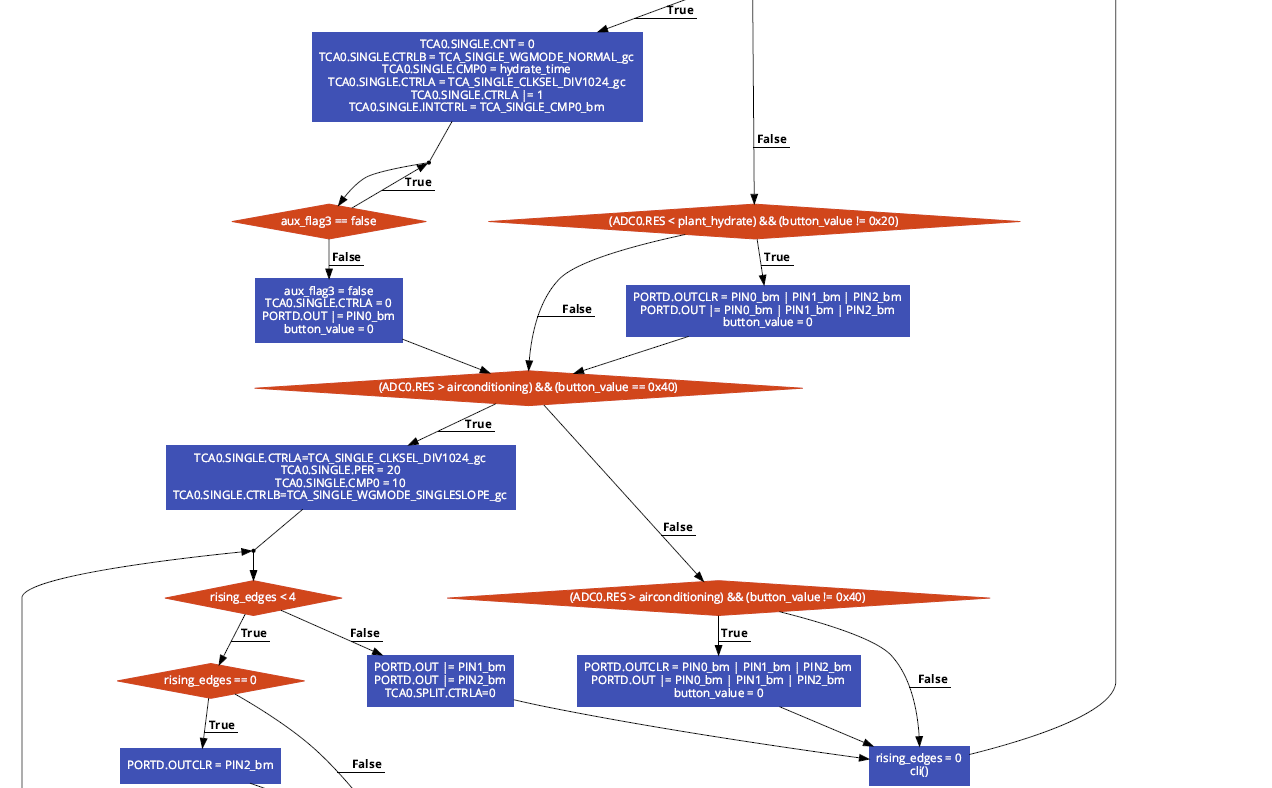 True
TCA0.SINGLE.CNT = 0
TCA0.SINGLE.CTRLB = TCA_SINGLE_WGMODE_NORMAL_gc
TCA0.SINGLE.CMP0 = hydrate_time
TCA0.SINGLE.CTRLA = TCA_SINGLE_CLKSEL_DIV1024_gc
TCA0.SINGLE.CTRLA |= 1
TCA0.SINGLE.INTCTRL = TCA_SINGLE_CMP0_bm
False
True
aux_flag3 == false
(ADC0.RES < plant_hydrate) && (button_value != 0x20)
False
True
aux_flag3 = false
TCA0.SINGLE.CTRLA = 0
PORTD.OUT |= PIN0_bm
button_value = 0
PORTD.OUTCLR = PIN0_bm | PIN1_bm | PIN2_bm
PORTD.OUT |= PIN0_bm | PIN1_bm | PIN2_bm
button_value = 0
False
(ADC0.RES > airconditioning) && (button_value == 0x40)
True
TCA0.SINGLE.CTRLA=TCA_SINGLE_CLKSEL_DIV1024_gc
TCA0.SINGLE.PER = 20
TCA0.SINGLE.CMP0 = 10
TCA0.SINGLE.CTRLB=TCA_SINGLE_WGMODE_SINGLESLOPE_gc
False
rising_edges < 4
(ADC0.RES > airconditioning) && (button_value != 0x40)
True
False
True
rising_edges == 0
PORTD.OUT |= PIN1_bm
PORTD.OUT |= PIN2_bm
TCA0.SPLIT.CTRLA=0
PORTD.OUTCLR = PIN0_bm | PIN1_bm | PIN2_bm
PORTD.OUT |= PIN0_bm | PIN1_bm | PIN2_bm
button_value = 0
False
True
PORTD.OUTCLR = PIN2_bm
False
rising_edges = 0
cli()